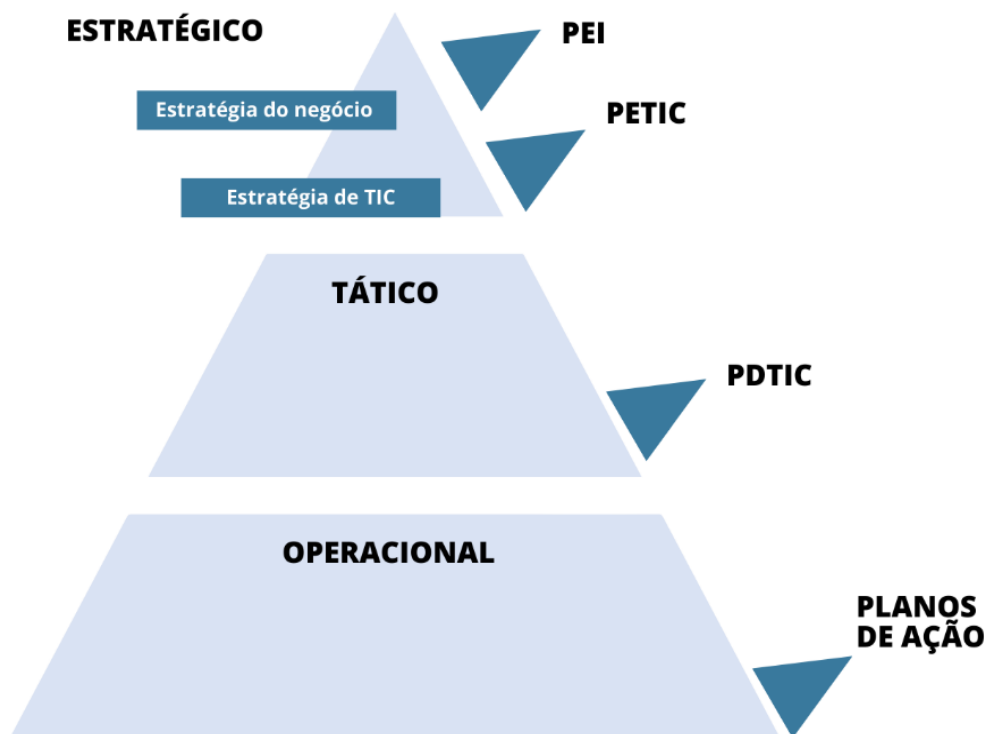 ESTRATÉGICO
PEI
Estratégia do negócio
PETIC
Estratégia de TIC
TÁTICO
PDTIC
OPERACIONAL
PLANOS
DE AÇÃO